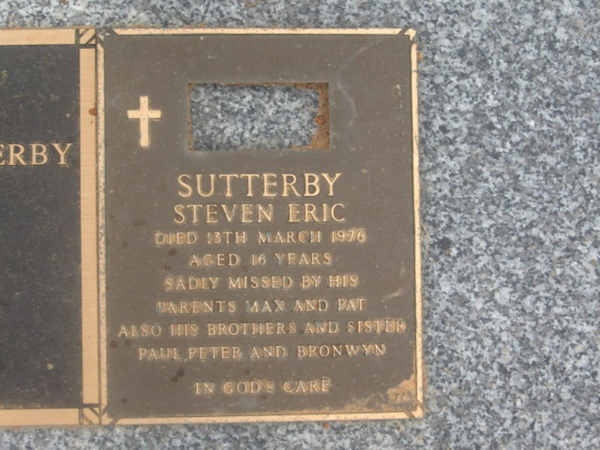 ERBY
SUTTERBY
STEVEN ERIC
DIED 13TH MARCH 1976
AGED 16 YEARS
SADLY MISSED BY HIS
PARENTS MAX AND PAT
ALSO HIS BROTHERS AND SISTER
PAUL PETER AND BRONWYN
IN GOD'S CARE